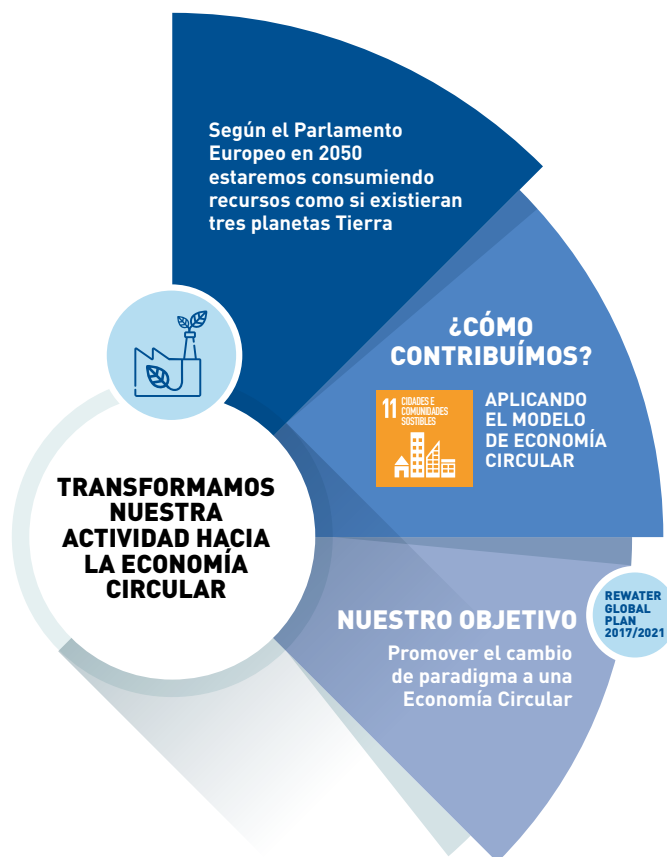 Según el Parlamento
Europeo en 2050
estaremos consumiendo
recursos como si existieran
tres planetas Tierra
¿CÓMO
CONTRIBUÍMOS?
11 CIDADES E
COMUNIDADES
SOSTIBLES
APLICANDO
EL MODELO
DE ECONOMÍA
CIRCULAR
TRANSFORMAMOS
NUESTRA
ACTIVIDAD HACIA
LA ECONOMÍA
CIRCULAR
NUESTRO OBJETIVO
Promover el cambio
de paradigma a una
Economía Circular
REWATER
GLOBAL
PLAN
2017/2021